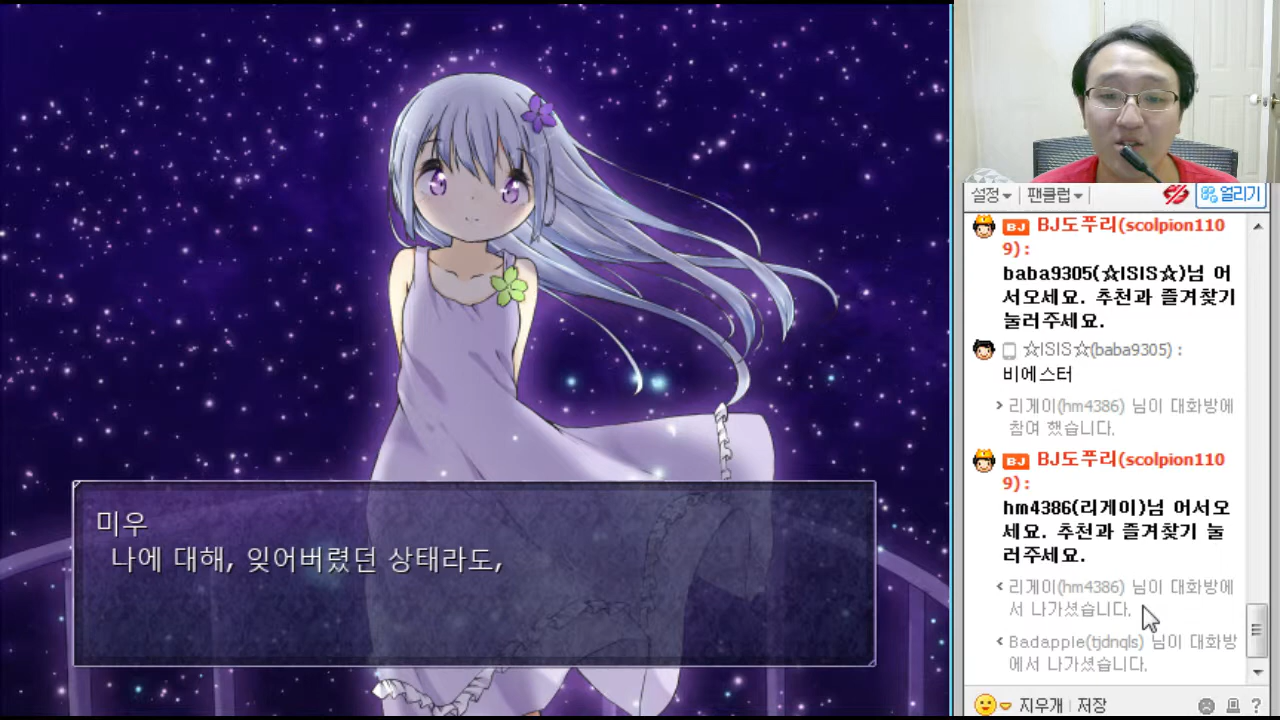 미우
나에 대해, 잊어버렸던 상태라도,
설정 팬클럽 얼리기
BJ BJ도푸리(scolpion110
9) :
baba9305(☆ISIS☆)님 어
서오세요. 추천과 즐겨찾기
눌러주세요.
☆ISIS☆(baba9305) :
비에스터
> 리게이(hm4386) 님이 대화방에
참여 했습니다.
BJ BJ도푸리(scolpion110
9) :
hm4386(리게이)님 어서오
세요. 추천과 즐겨찾기 눌
러주세요.
< 리게이(hm4386) 님이 대화방에
서 나가셨습니다.
< Badapple(tjdnqls) 님이 대화방
에서 나가셨습니다.
지우개 저장 ?